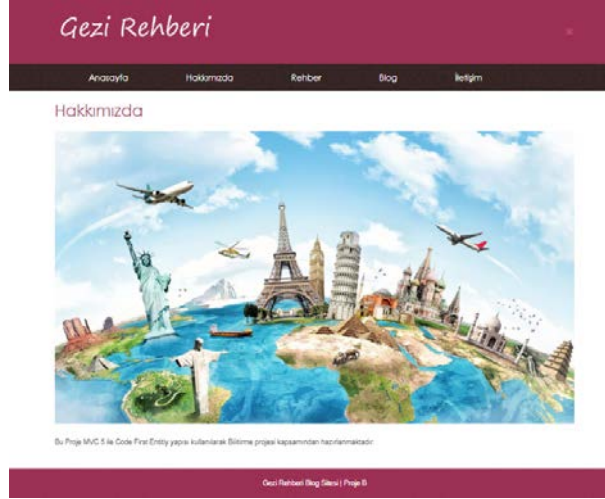 Gezi Rehberi
Anasayfa Hakkımızda Rehber Blog İletişim
Hakkımızda
Bu Proje MVC 5 ile Code First Entity yapısı kullanılarak Bitirme projesi kapsamından hazırlanmaktadır
Gezi Rehberi Blog Sitesi | Proje B